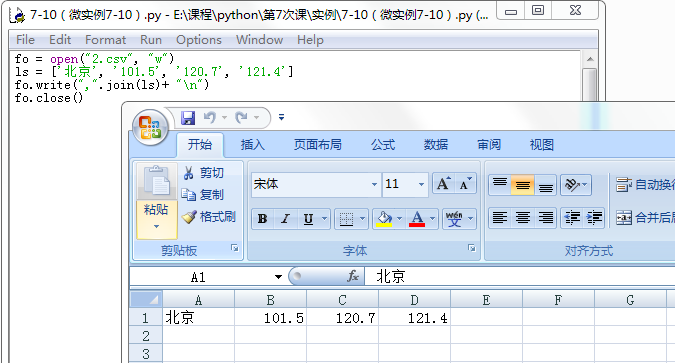 7-10（微实例7-10）.py - E:\课程\python\第7次课\实例\7-10（微实例7-10）.py (...
File Edit Format Run Options Window Help
fo = open("2.csv", "w")
ls = ['北京', '101.5', '120.7', '121.4']
fo.write(",".join(ls)+ "\n")
fo.close()
开始 插入 页面布局 公式 数据 审阅 视图
剪切
复制
格式刷
粘贴
剪贴板
宋体 11 A A
B I U A wén 文
字体
自动换行
合并后居
对齐方式
A1 fx 北京
A B C D E F G
1 北京 101.5 120.7 121.4
2
3